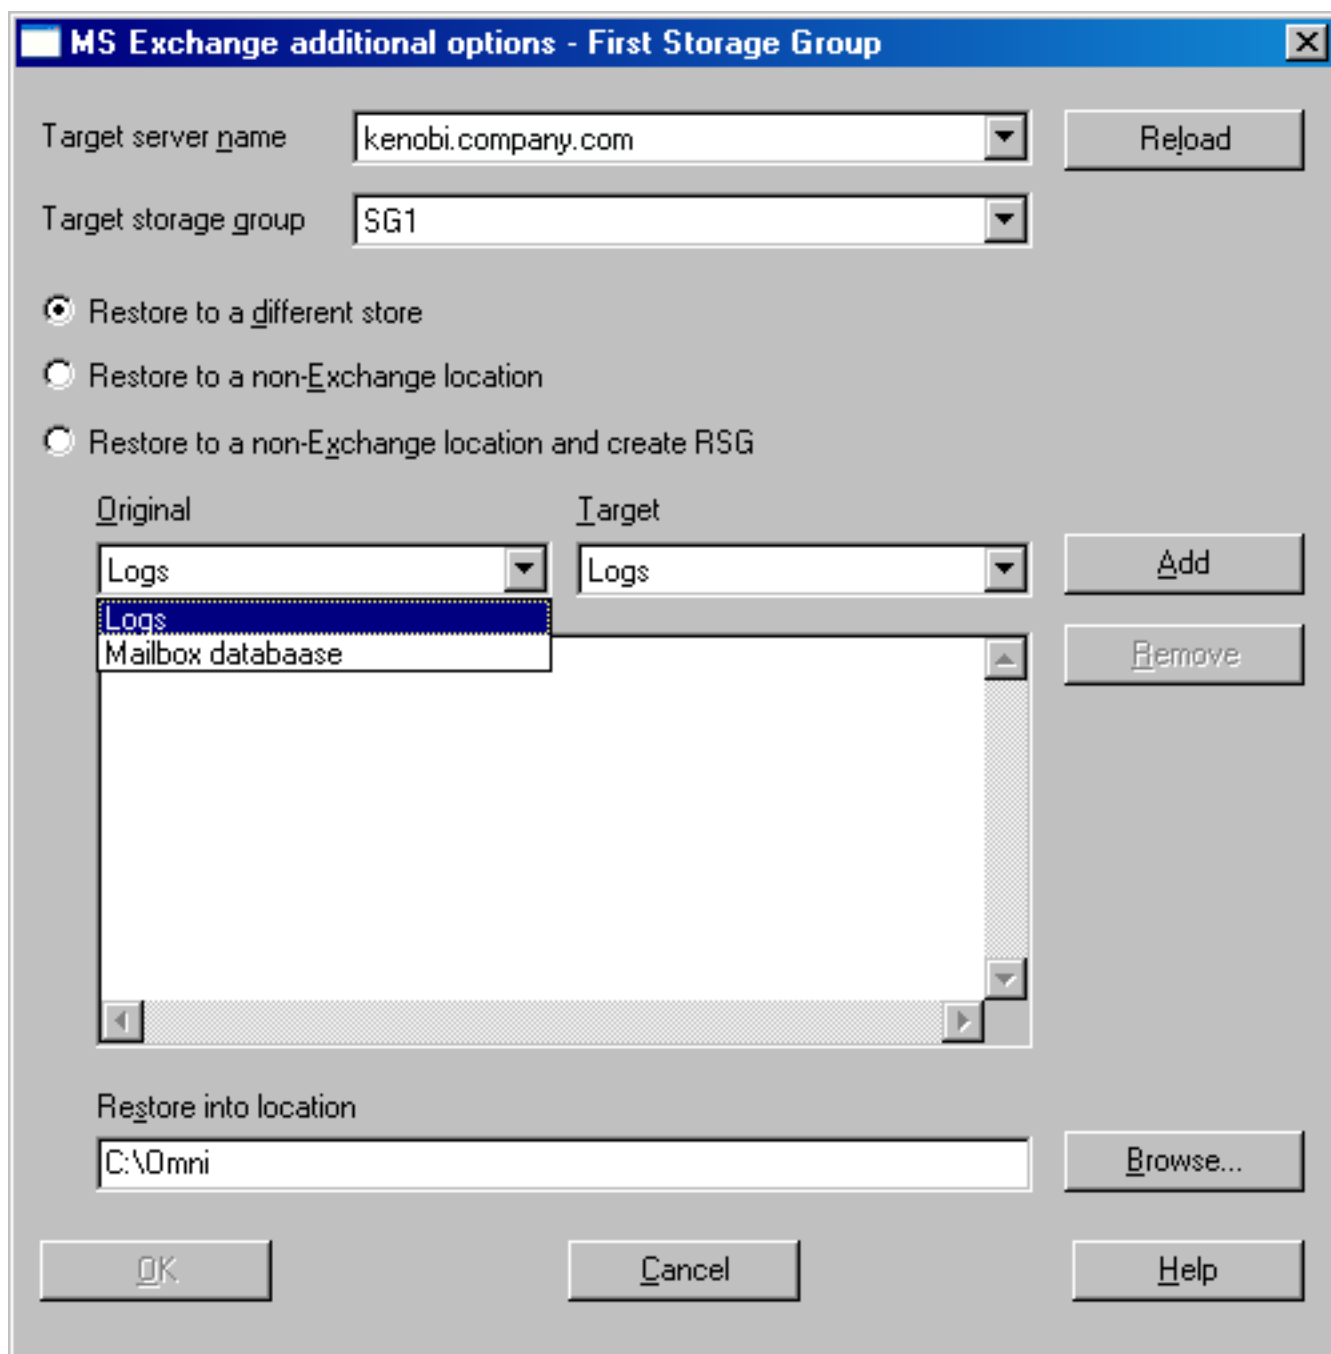 MS Exchange additional options - First Storage Group
Target server name kenobi.company.com Reload
Target storage group SG1
Restore to a different store
Restore to a non-Exchange location
Restore to a non-Exchange location and create RSG
Original Target
Logs Logs Add
Logs
Mailbox databaase Remove
Restore into location
C:\Omni Browse...
OK Cancel Help